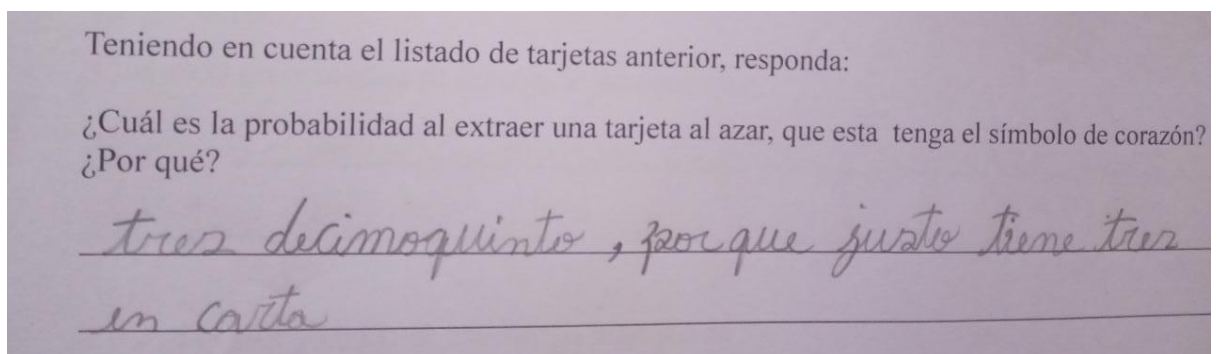 Teniendo en cuenta el listado de tarjetas anterior, responda:
¿Cuál es la probabilidad al extraer una tarjeta al azar, que esta tenga el símbolo de corazón?
¿Por qué?
tres decimoquinto, porque justo tiene tres
en carta